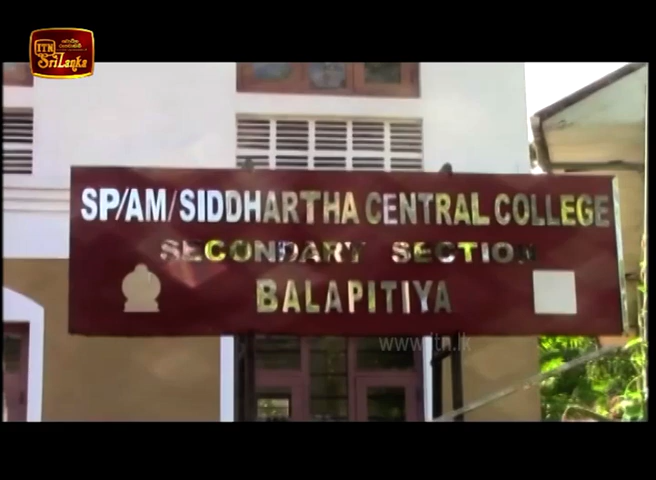 ITN
SriLanka
SP/AM/SIDDHARTHA CENTRAL COLLEGE
SECONDARY SECTION
BALAPITIYA
www.itn.lk